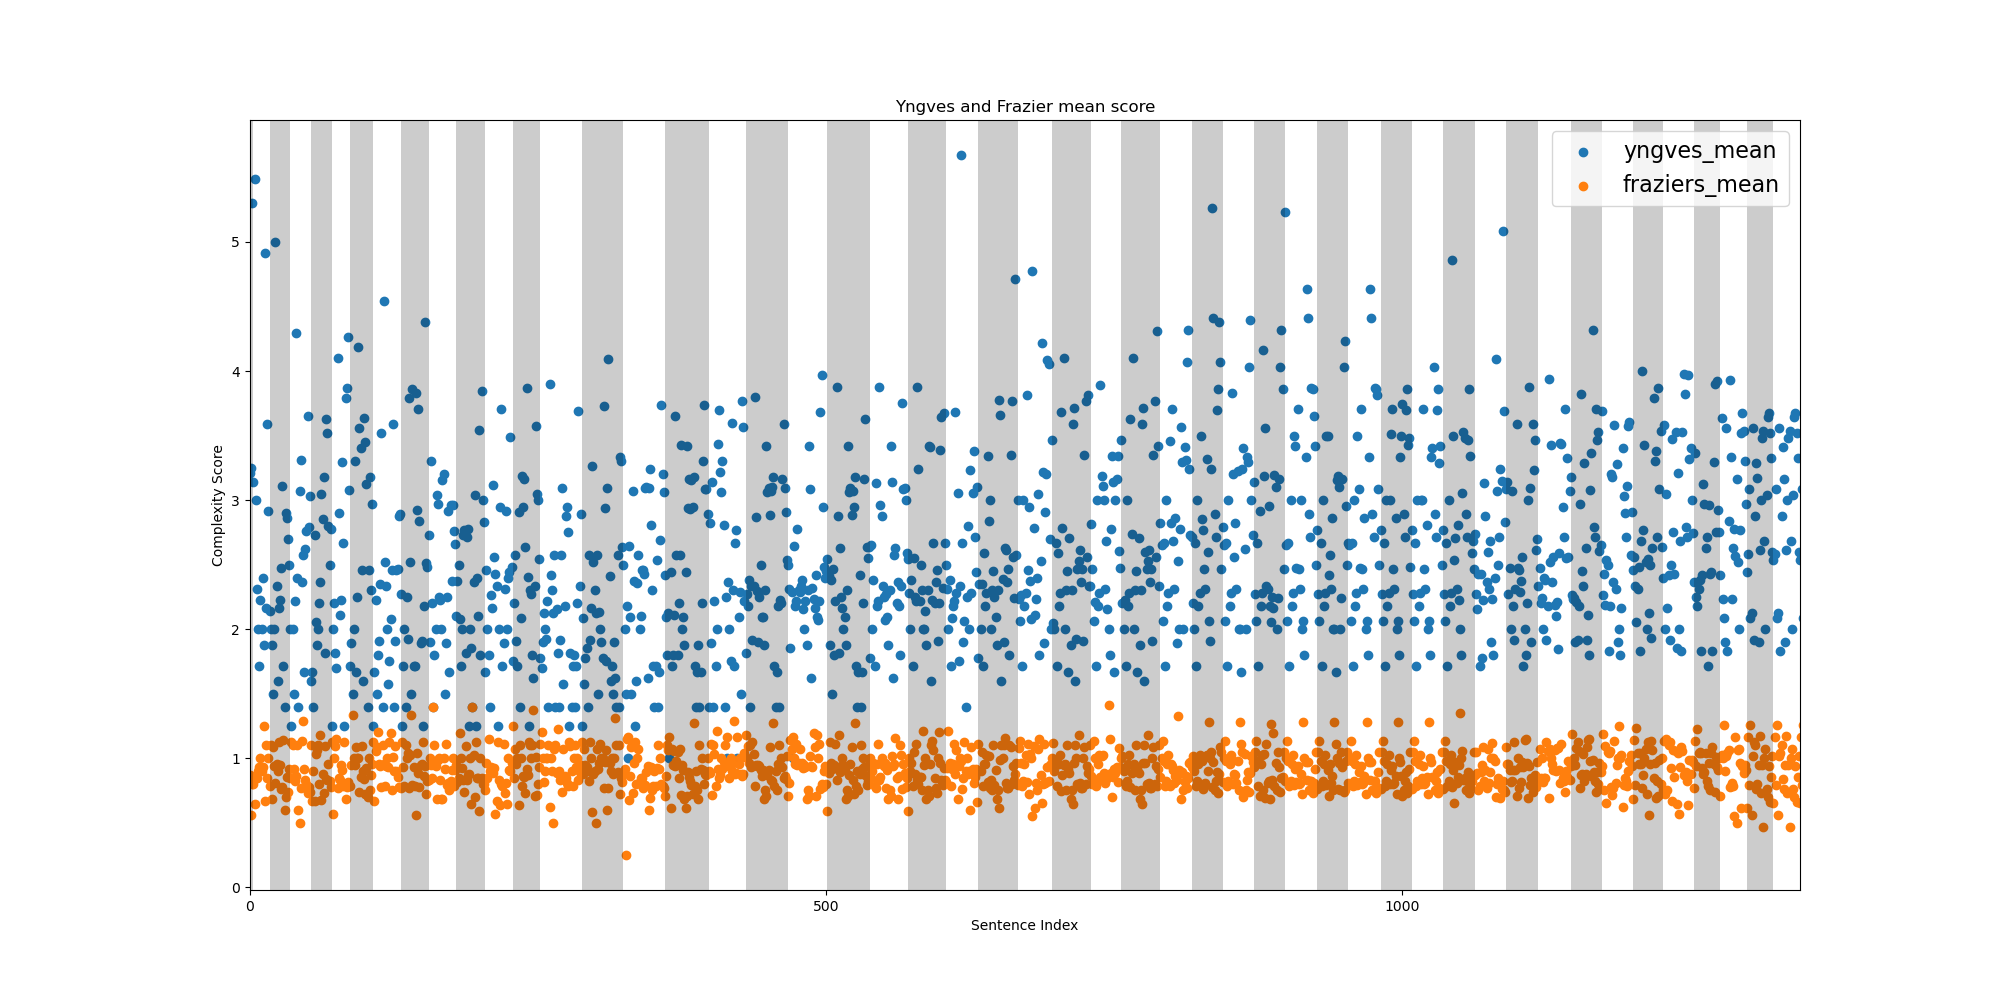 Yngves and Frazier mean score
yngves_mean
fraziers_mean
Complexity Score
5
4
3
2
1
0
0 500 1000
Sentence Index